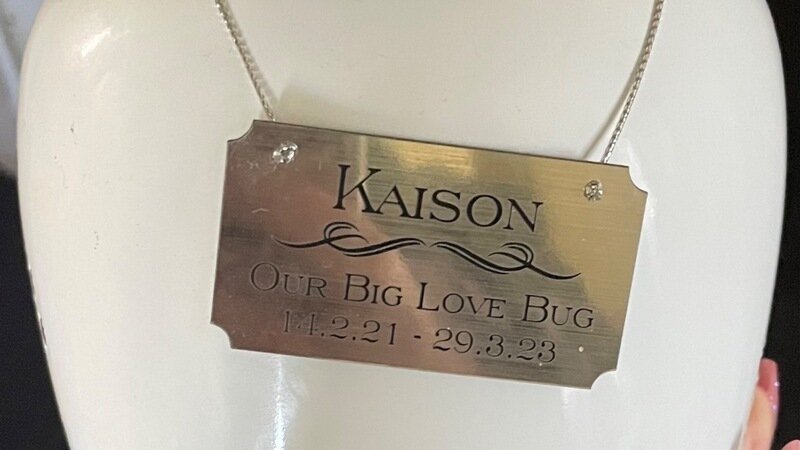 KAISON
OUR BIG LOVE BUG
14.2.21 - 29.3.23